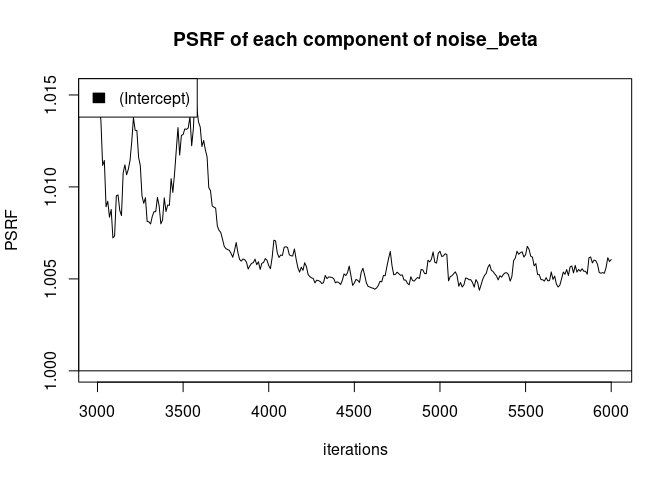 PSRF of each component of noise_beta
(Intercept)
1.015
1.010
1.005
1.000
PSRF
3000 3500 4000 4500 5000 5500 6000
iterations